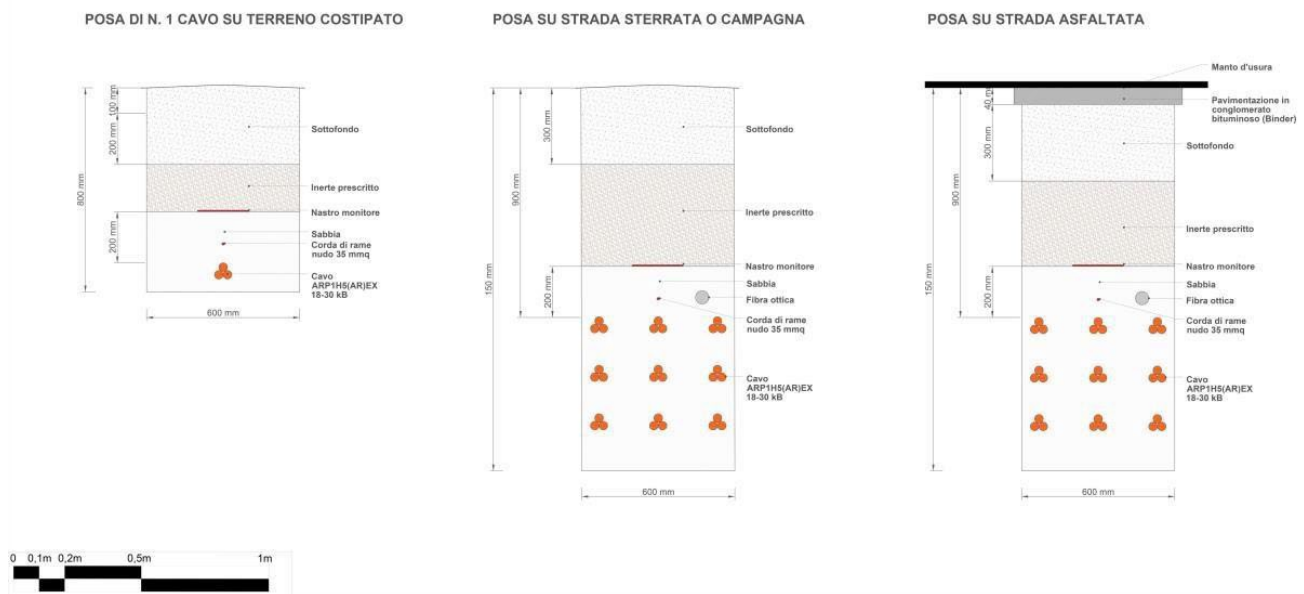 POSA DI N. 1 CAVO SU TERRENO COSTIPATO
100 mm
200 mm
800 mm
200 mm
Sottofondo
Inerte prescritto
Nastro monitore
Sabbia
Corda di rame
nudo 35 mmq
Cavo
ARP1H5(AR)EX
18-30 kB
600 mm
POSA SU STRADA STERRATA O CAMPAGNA
300 mm
900 mm
150 mm
200 mm
Sottofondo
Inerte prescritto
Nastro monitore
Sabbia
Fibra ottica
Corda di rame
nudo 35 mmq
Cavo
ARP1H5(AR)EX
18-30 kB
600 mm
POSA SU STRADA ASFALTATA
Manto d'usura
40 mm
Pavimentazione in
conglomerato
bituminoso (Binder)
300 mm
900 mm
150 mm
200 mm
Sottofondo
Inerte prescritto
Nastro monitore
Sabbia
Fibra ottica
Corda di rame
nudo 35 mmq
Cavo
ARP1H5(AR)EX
18-30 kB
600 mm
0 0,1m 0,2m 0,5m 1m